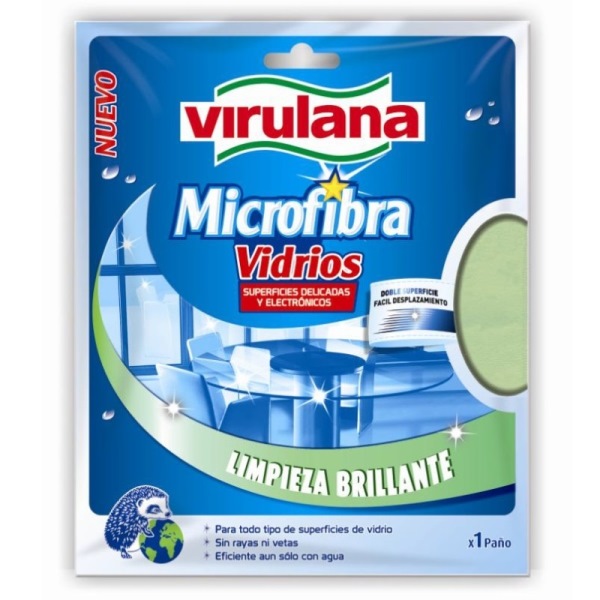 NUEVO
virulana
Microfibra
Vidrios
SUPERFICIES DELICADAS
Y ELECTRÓNICOS
DOBLE SUPERFICIE
FACIL DESPLAZAMIENTO
LIMPIEZA BRILLANTE
• Para todo tipo de superficies de vidrio
• Sin rayas ni vetas
• Eficiente aun sólo con agua
x1 Paño